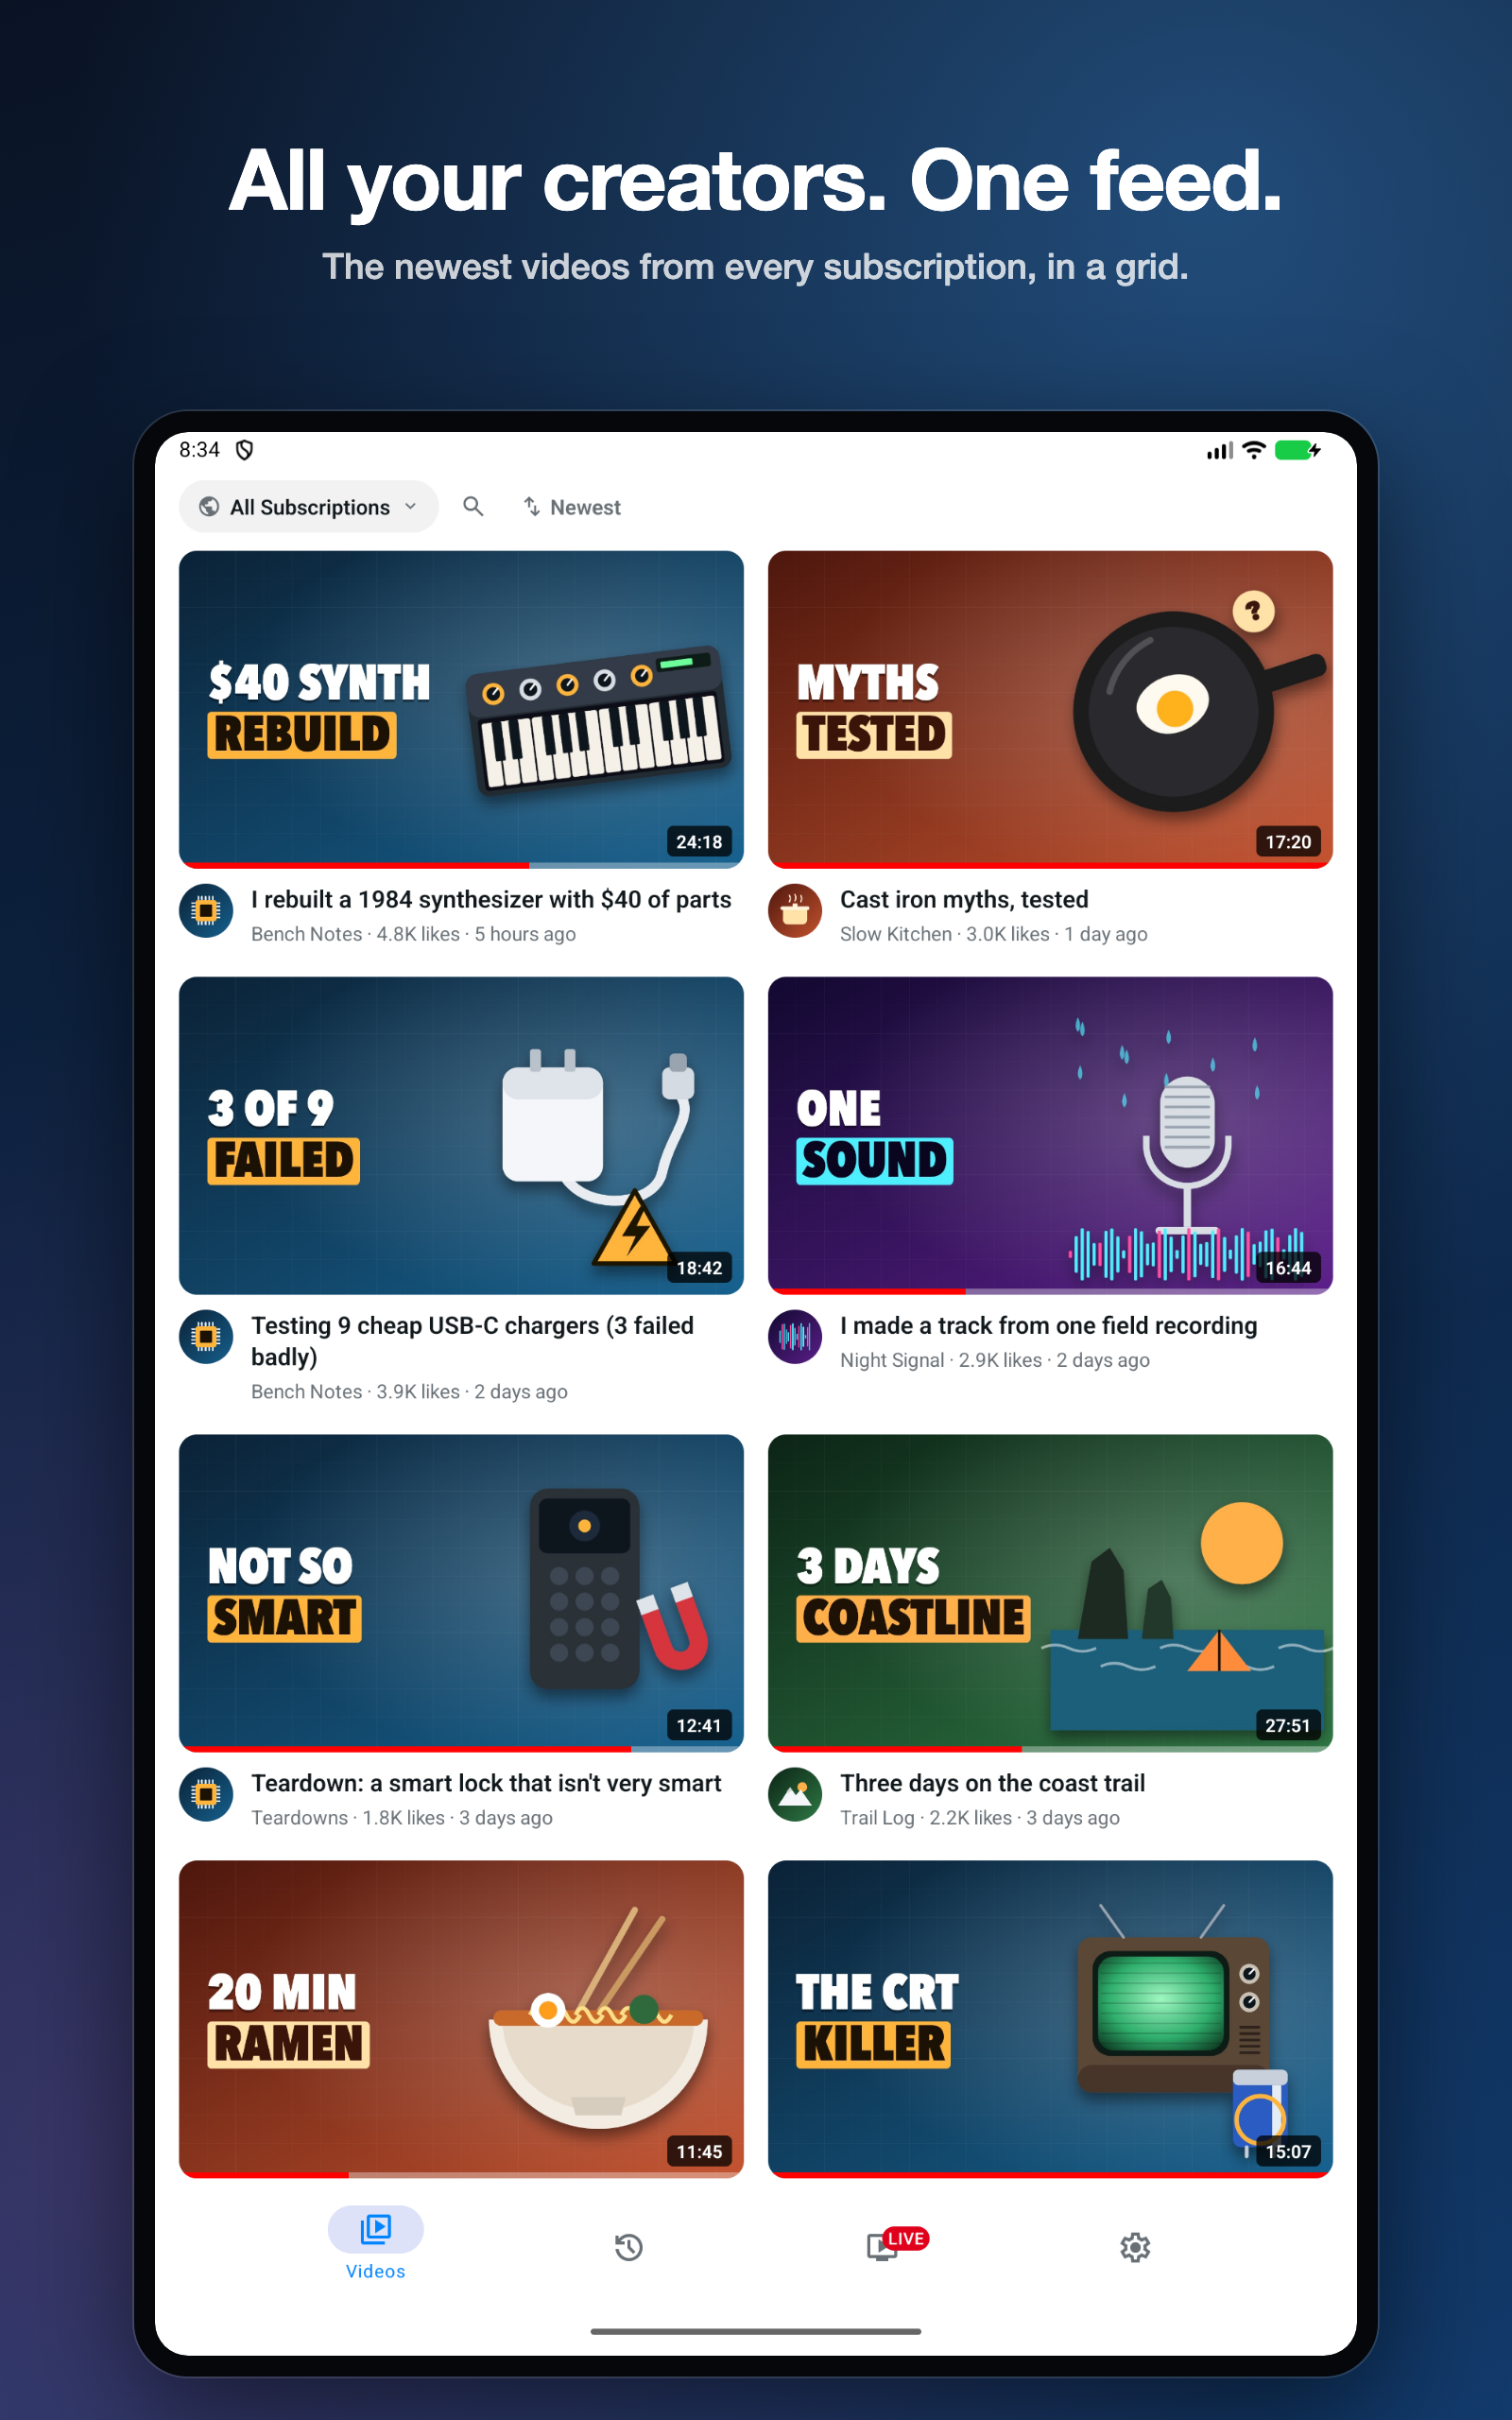 All your creators. One feed.
The newest videos from every subscription, in a grid.
8:34
All Subscriptions
Newest
$40 SYNTH
REBUILD
24:18
I rebuilt a 1984 synthesizer with $40 of parts
Bench Notes · 4.8K likes · 5 hours ago
?
MYTHS
TESTED
17:20
Cast iron myths, tested
Slow Kitchen · 3.0K likes · 1 day ago
3 OF 9
FAILED
18:42
Testing 9 cheap USB-C chargers (3 failed
badly)
Bench Notes · 3.9K likes · 2 days ago
ONE
SOUND
16:44
I made a track from one field recording
Night Signal · 2.9K likes · 2 days ago
NOT SO
SMART
12:41
Teardown: a smart lock that isn't very smart
Teardowns · 1.8K likes · 3 days ago
3 DAYS
COASTLINE
27:51
Three days on the coast trail
Trail Log · 2.2K likes · 3 days ago
20 MIN
RAMEN
11:45
THE CRT
KILLER
15:07
LIVE
Videos